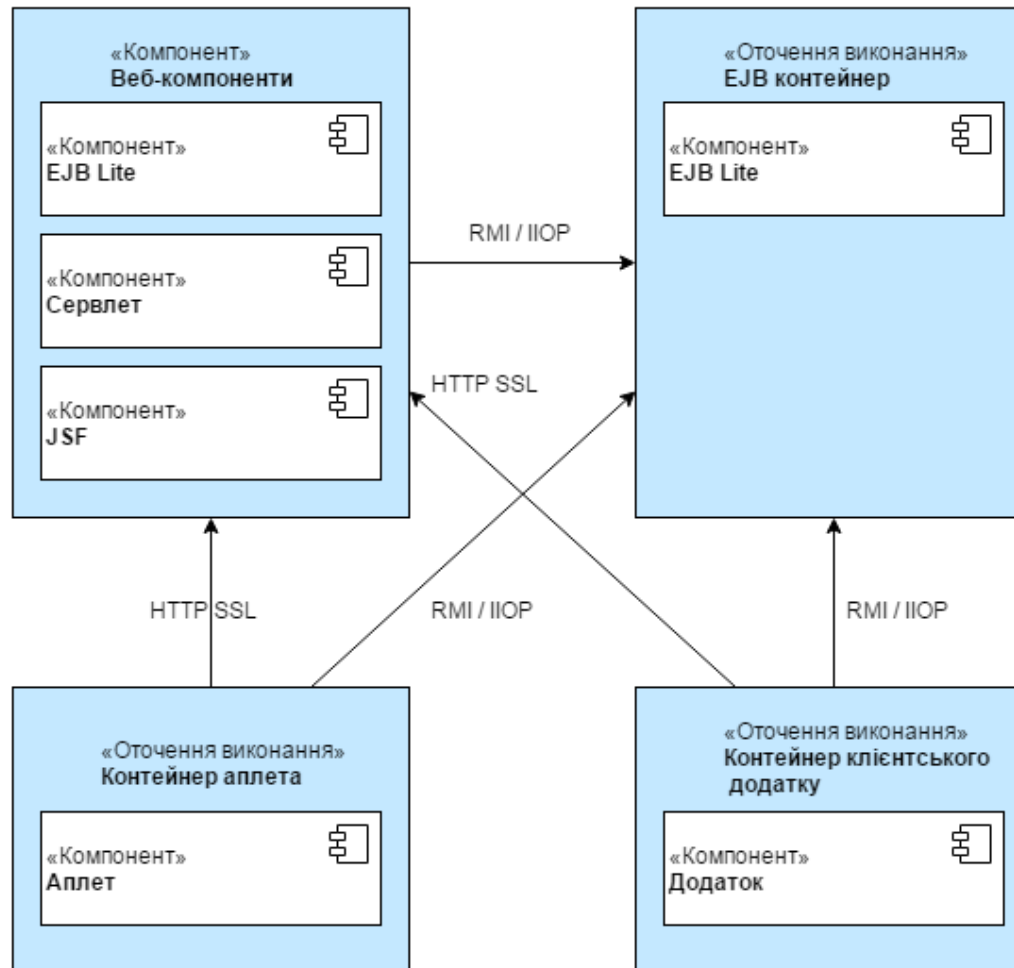 «Компонент»
Веб-компоненти
«Компонент»
EJB Lite
«Компонент»
Сервлет
«Компонент»
JSF
«Оточення виконання»
EJB контейнер
«Компонент»
EJB Lite
RMI / IIOP
HTTP SSL
HTTP SSL
RMI / IIOP
RMI / IIOP
«Оточення виконання»
Контейнер аплета
«Компонент»
Аплет
«Оточення виконання»
Контейнер клієнтського
додатку
«Компонент»
Додаток